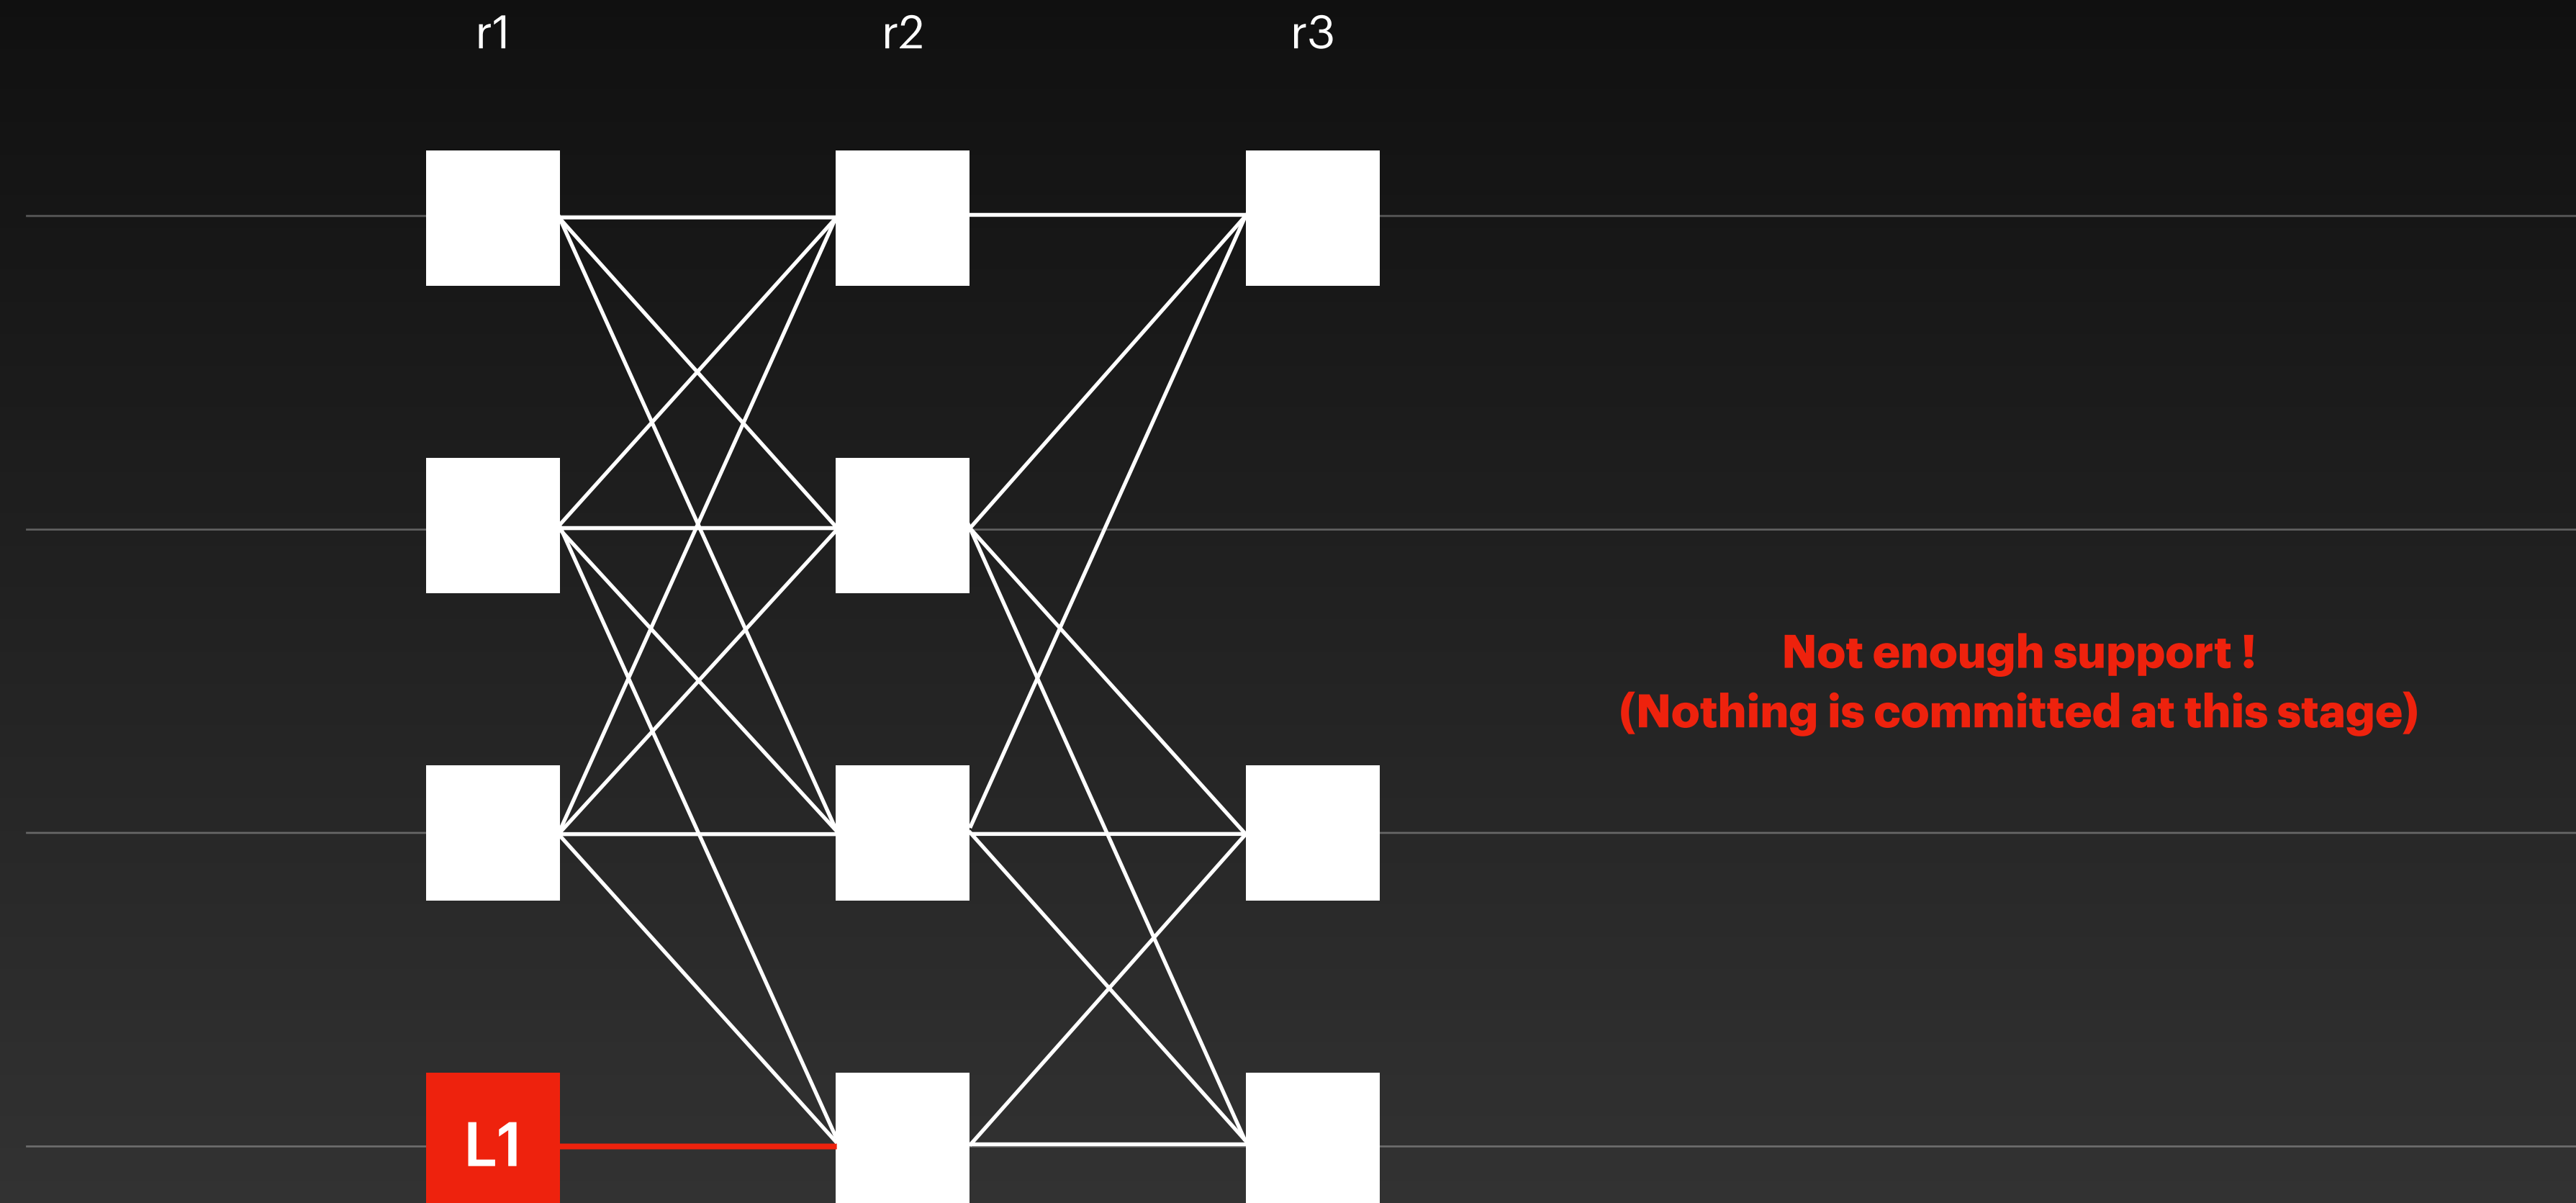 r1 r2 r3
Not enough support !
(Nothing is committed at this stage)
L1